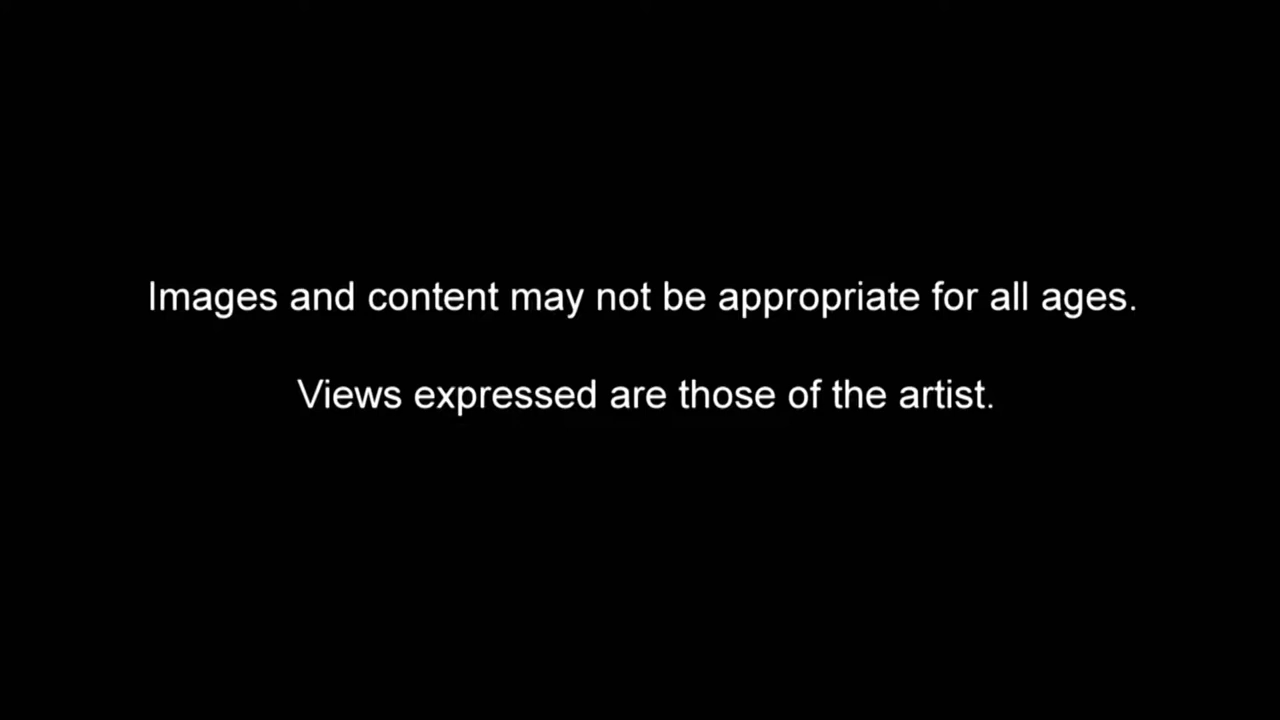 Images and content may not be appropriate for all ages.
Views expressed are those of the artist.